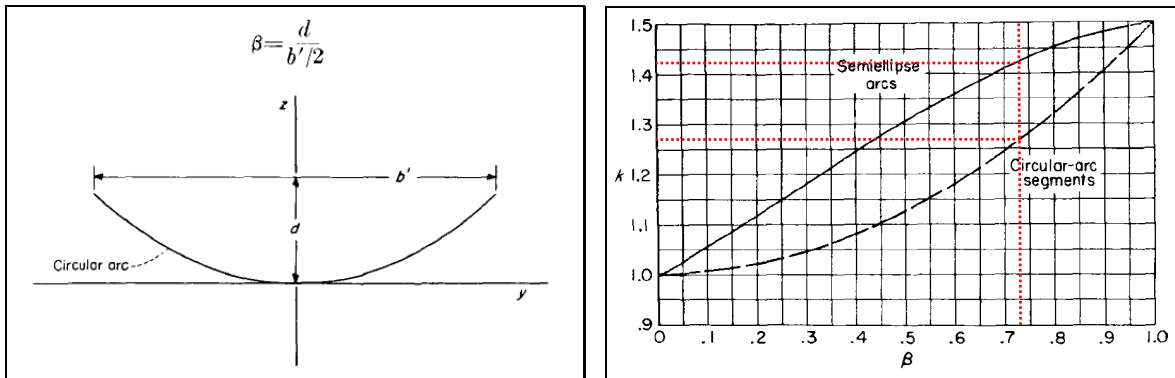 β= d
b′/2
z
b′
d
Circular arc
y
1.5
1.4
1.3
k 1.2
1.1
1.0
.9
Semiellipse
arcs
Circular-arc
segments
0 .1 .2 .3 .4 .5 .6 .7 .8 .9 1.0
β